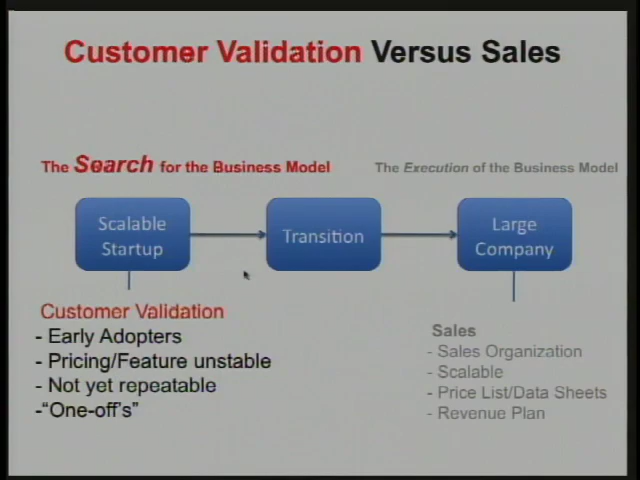 Customer Validation Versus Sales
The Search for the Business Model
The Execution of the Business Model
Scalable
Startup
Transition
Large
Company
Customer Validation
- Early Adopters
- Pricing/Feature unstable
- Not yet repeatable
-“One-off’s”
Sales
- Sales Organization
- Scalable
- Price List/Data Sheets
- Revenue Plan